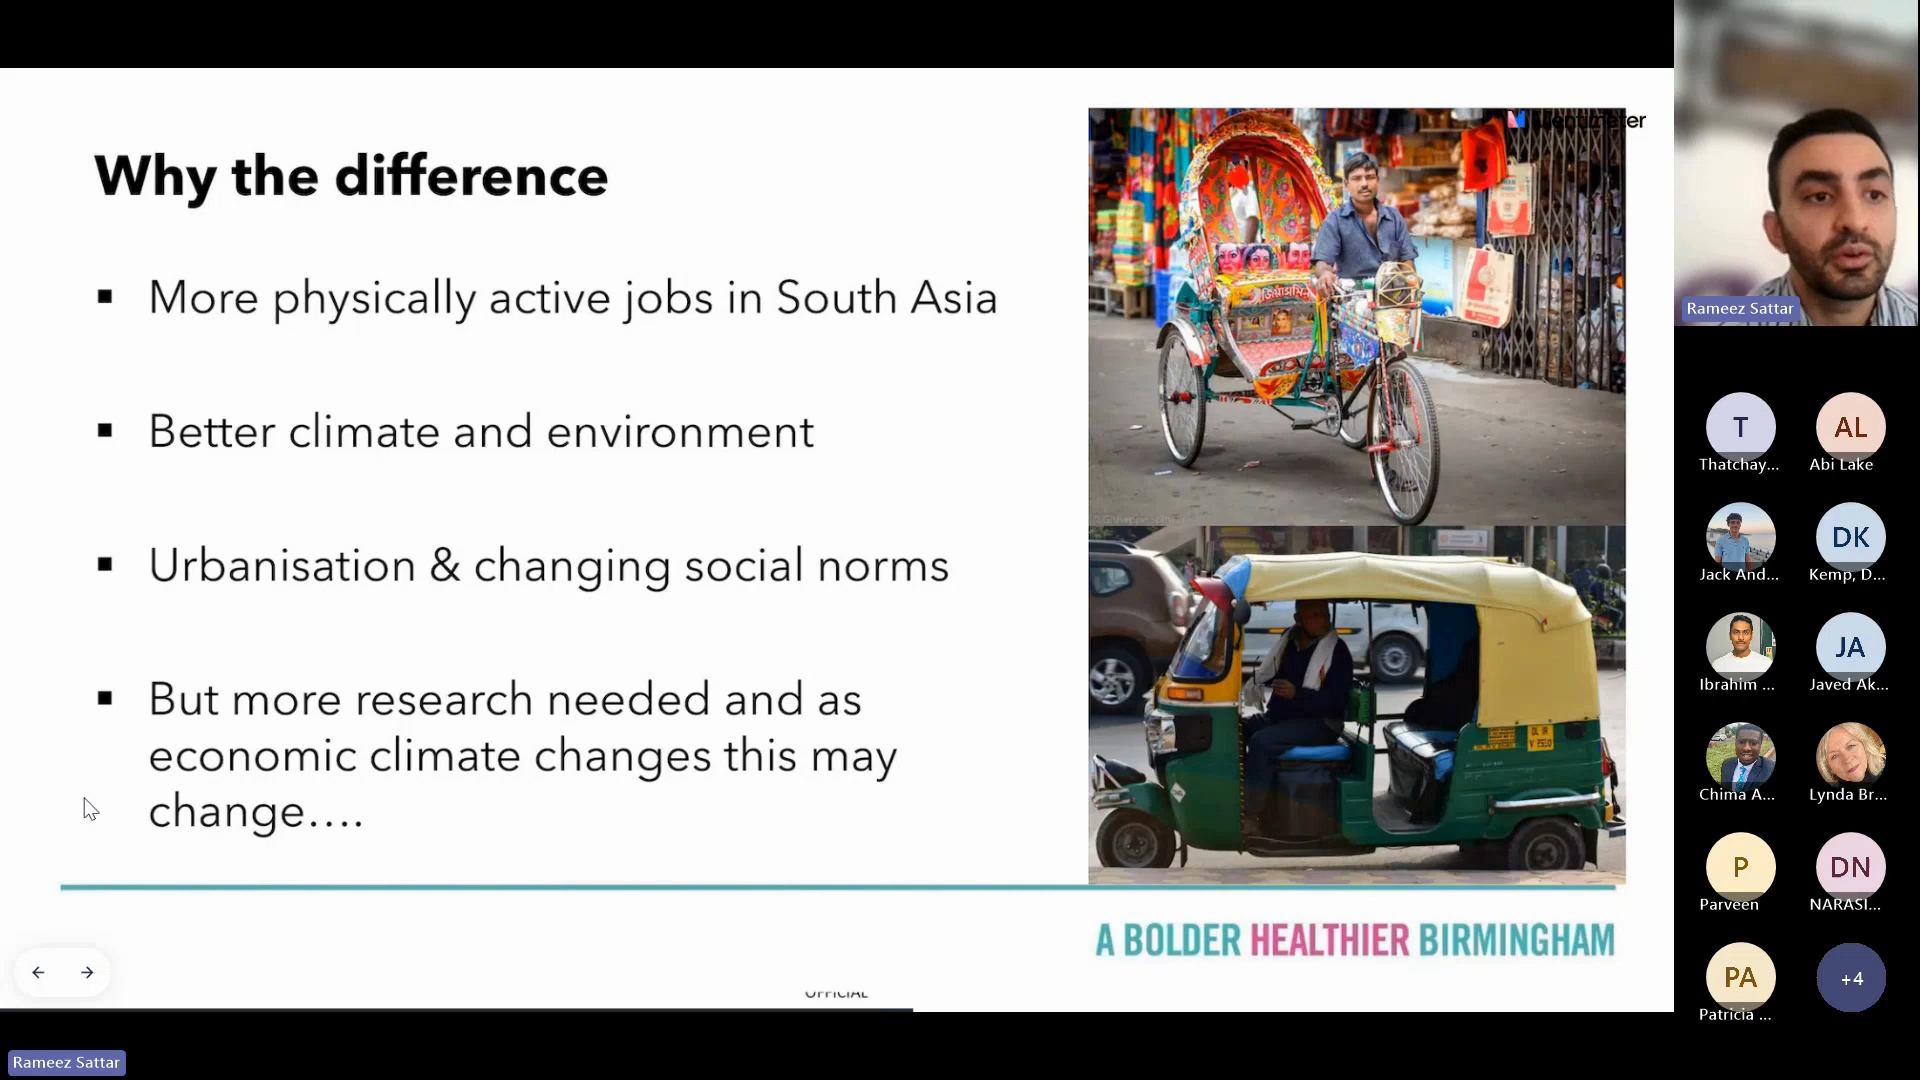 Why the difference
▪ More physically active jobs in South Asia
▪ Better climate and environment
▪ Urbanisation & changing social norms
▪ But more research needed and as
economic climate changes this may
change....
A BOLDER HEALTHIER BIRMINGHAM
OFFICIAL
Rameez Sattar
Rameez Sattar
T
AL
Thatchay...
Abi Lake
DK
Jack And...
Kemp, D...
JA
Ibrahim ...
Javed Ak...
Chima A...
Lynda Br...
P
DN
Parveen
NARASI...
PA
+4
Patricia ...